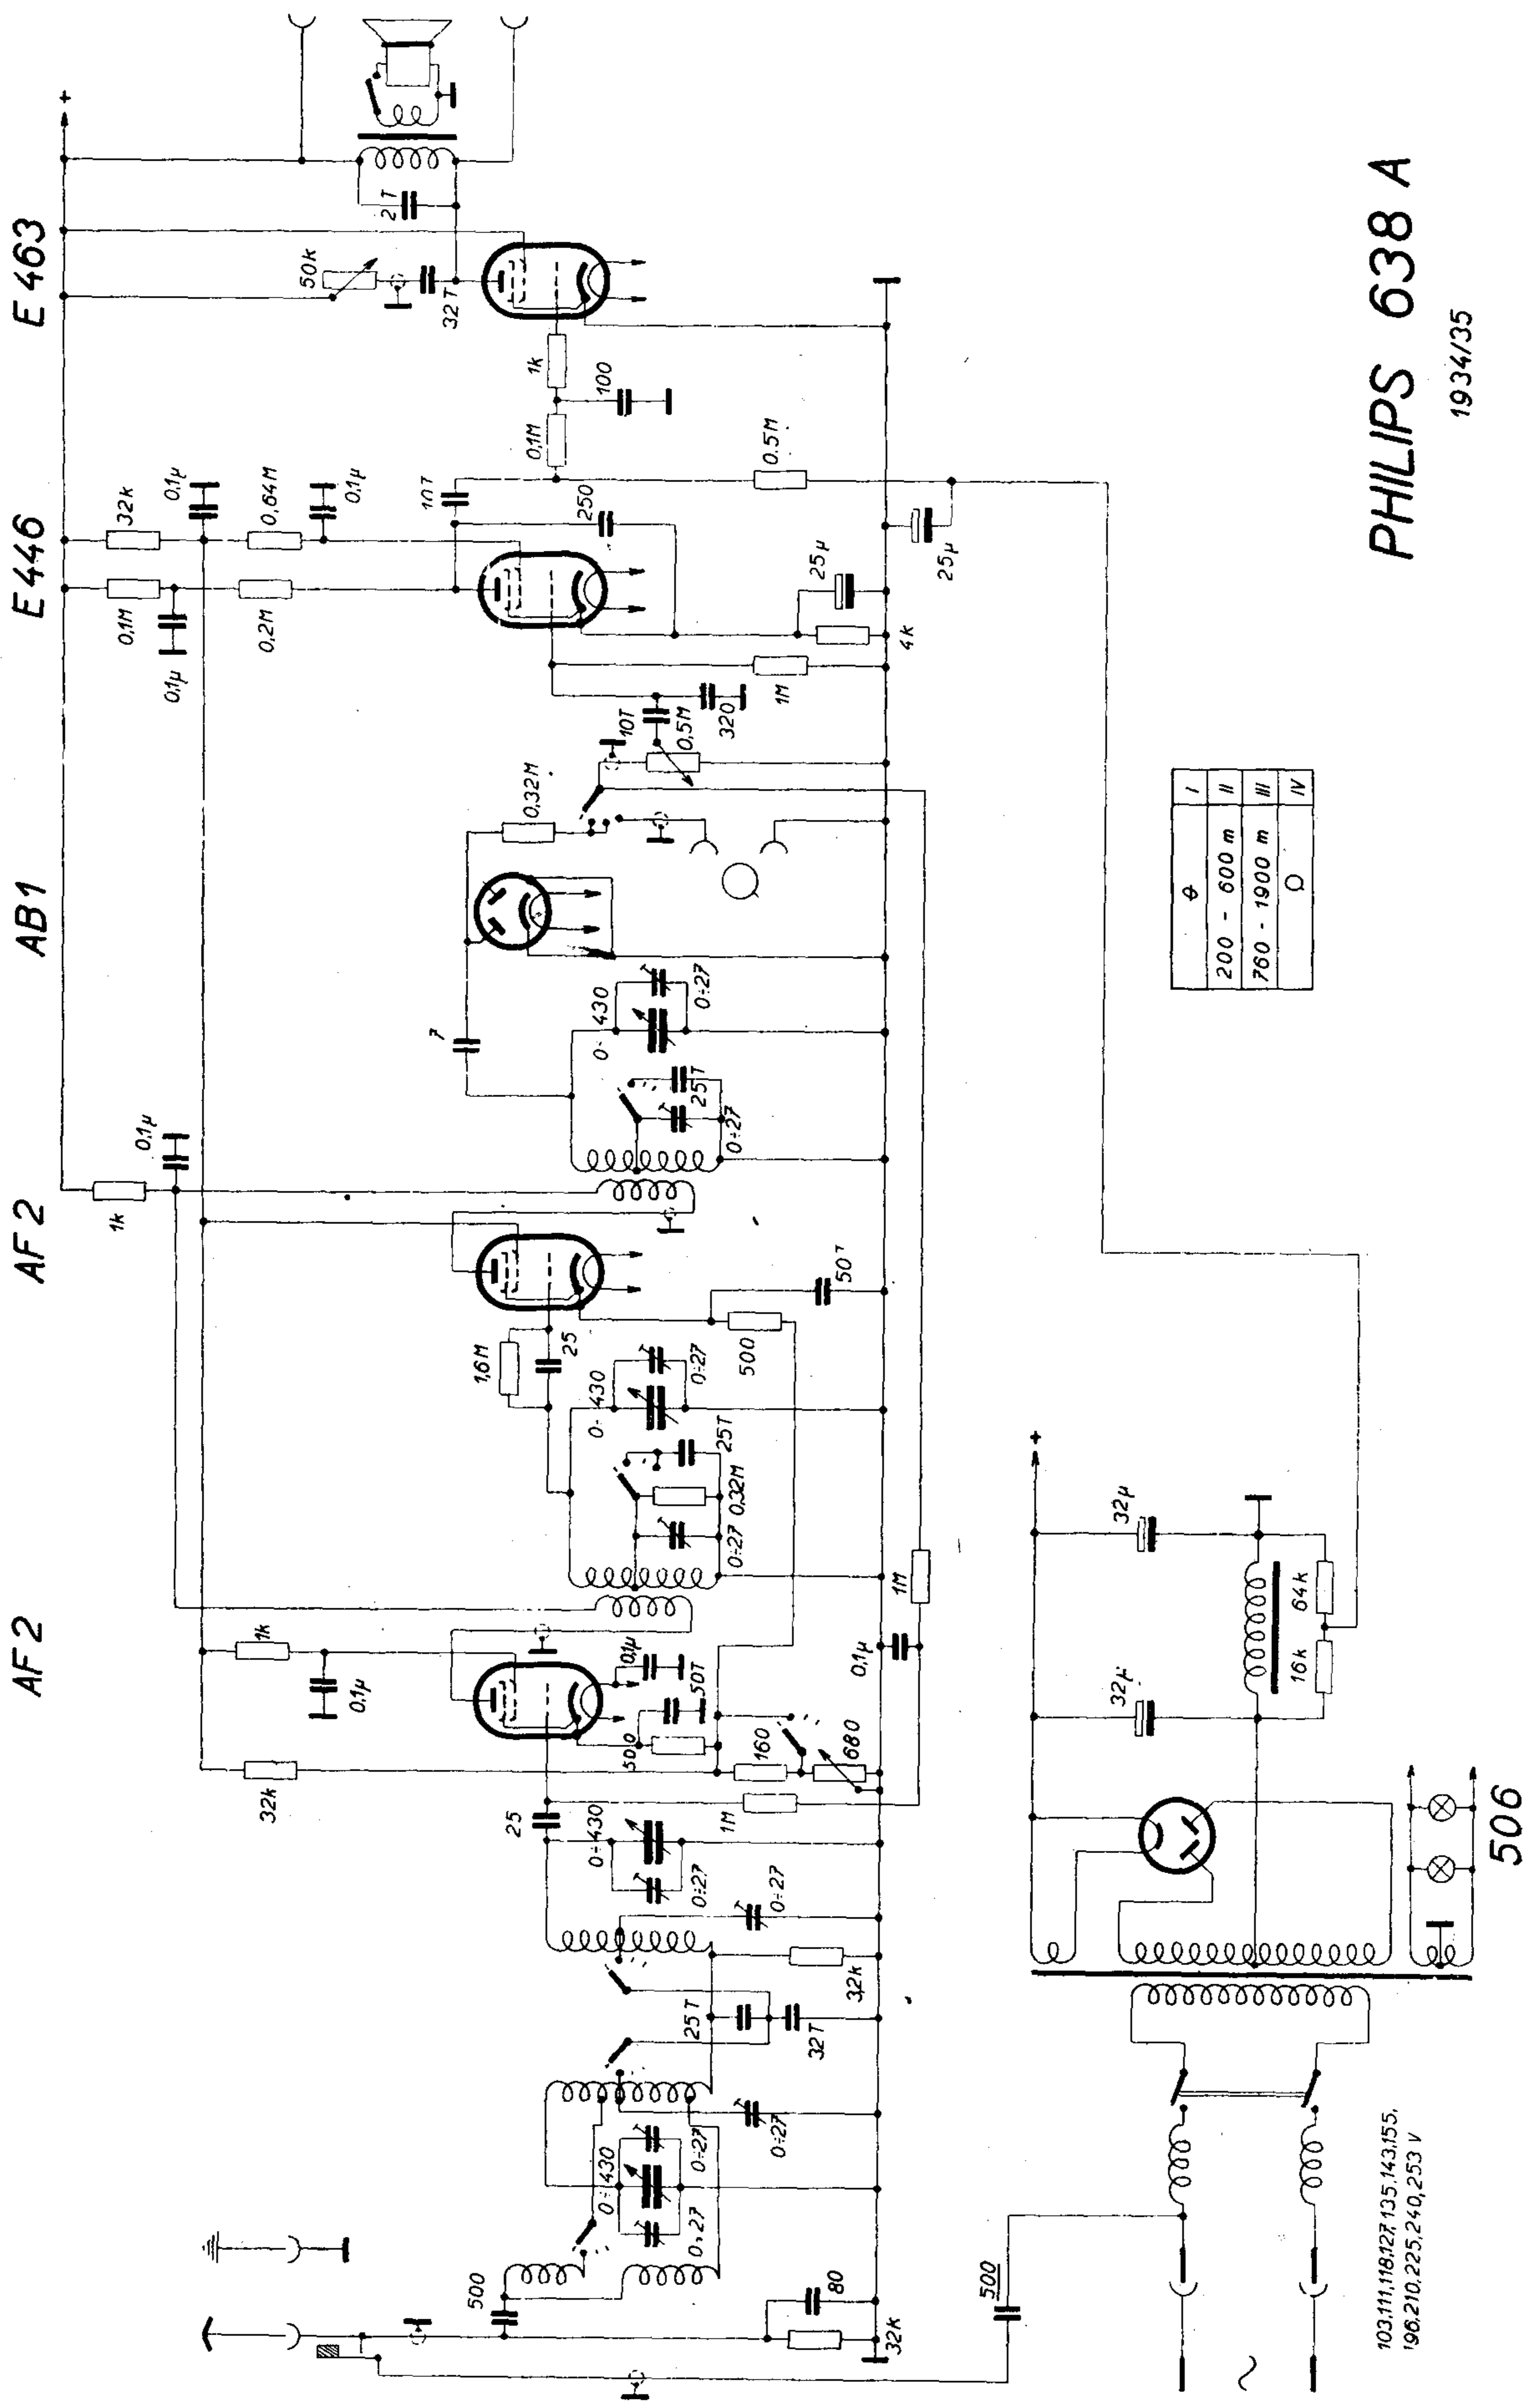 AF 2
AF 2
AB1
E 446
E 463
32k
1k
0,1µ
1k
0,1µ
0,1M
0,1µ
0,2M
32k
0,1µ
0,64M
0,1µ
50k
32T
2T
+
500
0÷430
0÷27
0÷27
0÷27
80
32k
25T
32T
3,2k
25
0÷430
0÷27
0÷27
1M
500
50T
0,1µ
160
680
0,1µ
1M
0÷27
0,32M
25T
1,6M
25
0÷430
0÷27
500
50T
0÷27
25T
7
0÷430
0÷27
0,32M
10T
0,5M
320
1M
4k
25µ
250
10T
0,1M
1k
100
0.5M
25µ
500
103,111,118,127,135,143,155,
196,210,225,240,253 V
~
506
32µ
32µ
+
16k
64k
I
200 - 600 m II
760 - 1900 m III
IV
PHILIPS 638 A
1934/35